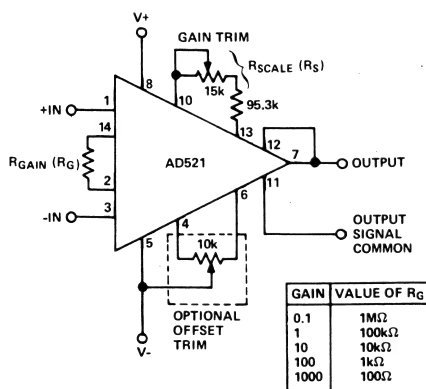 V+
GAIN TRIM
RSCALE (RS)
15k
8
10
95.3k
+IN
1
14
13
12
RGAIN (RG)
AD521
7
OUTPUT
2
11
-IN
3
6
4
5
10k
OUTPUT
SIGNAL
COMMON
OPTIONAL
OFFSET
TRIM
V-
GAIN VALUE OF RG
0.1 1MΩ
1 100kΩ
10 10kΩ
100 1kΩ
1000 100Ω